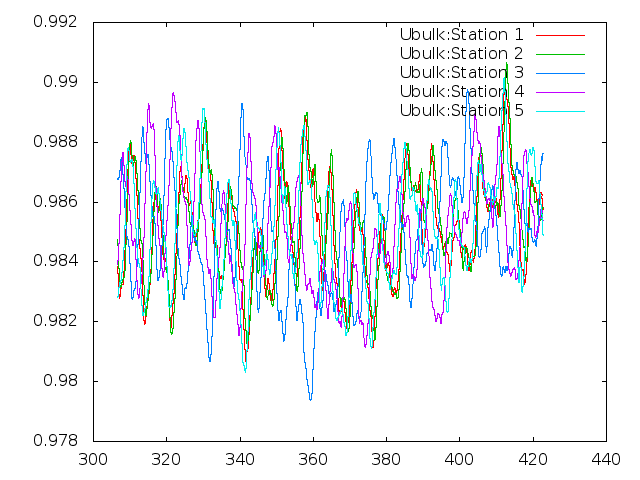 0.992
0.99
0.988
0.986
0.984
0.982
0.98
0.978
300 320 340 360 380 400 420 440
Ubulk:Station 1
Ubulk:Station 2
Ubulk:Station 3
Ubulk:Station 4
Ubulk:Station 5